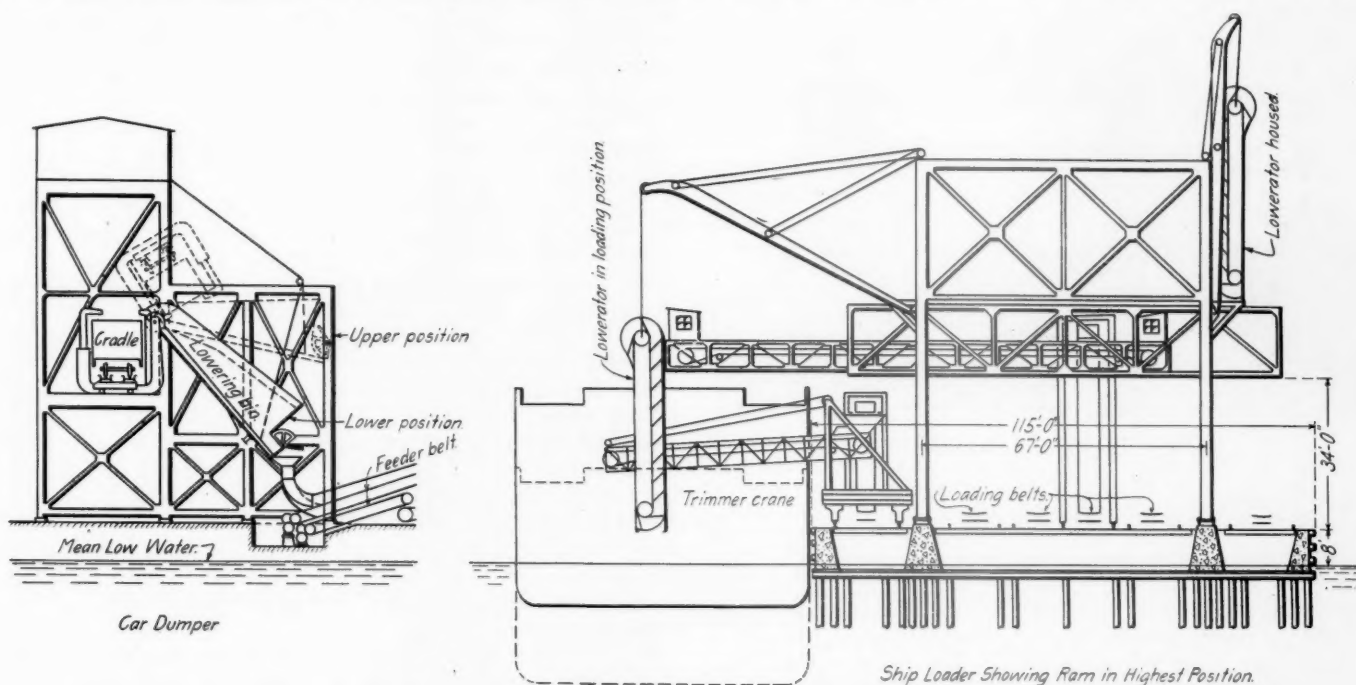 Cradle
Lowering bin.
Upper position
Lower position.
Feeder belt.
Mean Low Water.
Car Dumper
Lowerator in loading position.
Lowerator housed.
Trimmer crane
115'-0"
67'-0"
34'-0"
Loading belts.
8'
Ship Loader Showing Ram in Highest Position.